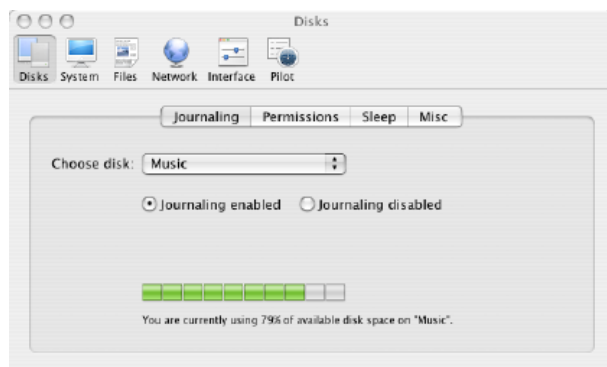 Disks
Disks System Files Network Interface Pilot
Journaling Permissions Sleep Misc
Choose disk: Music
Journaling enabled Journaling disabled
You are currently using 79% of available disk space on "Music".